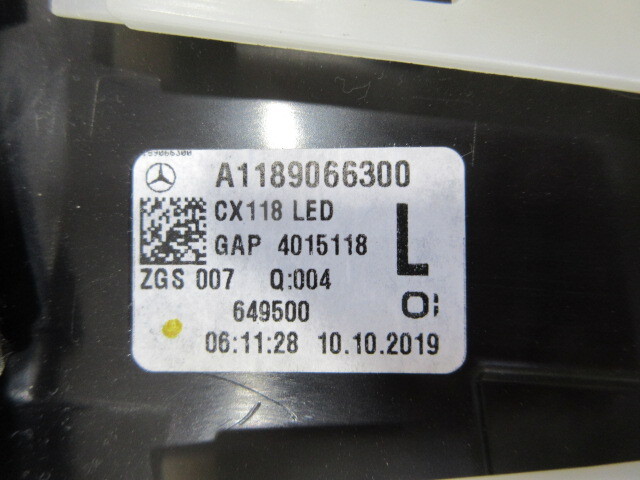 A1189066300
CX118 LED
GAP 4015118
L
ZGS 007 Q:004
649500
06:11:28 10.10.2019